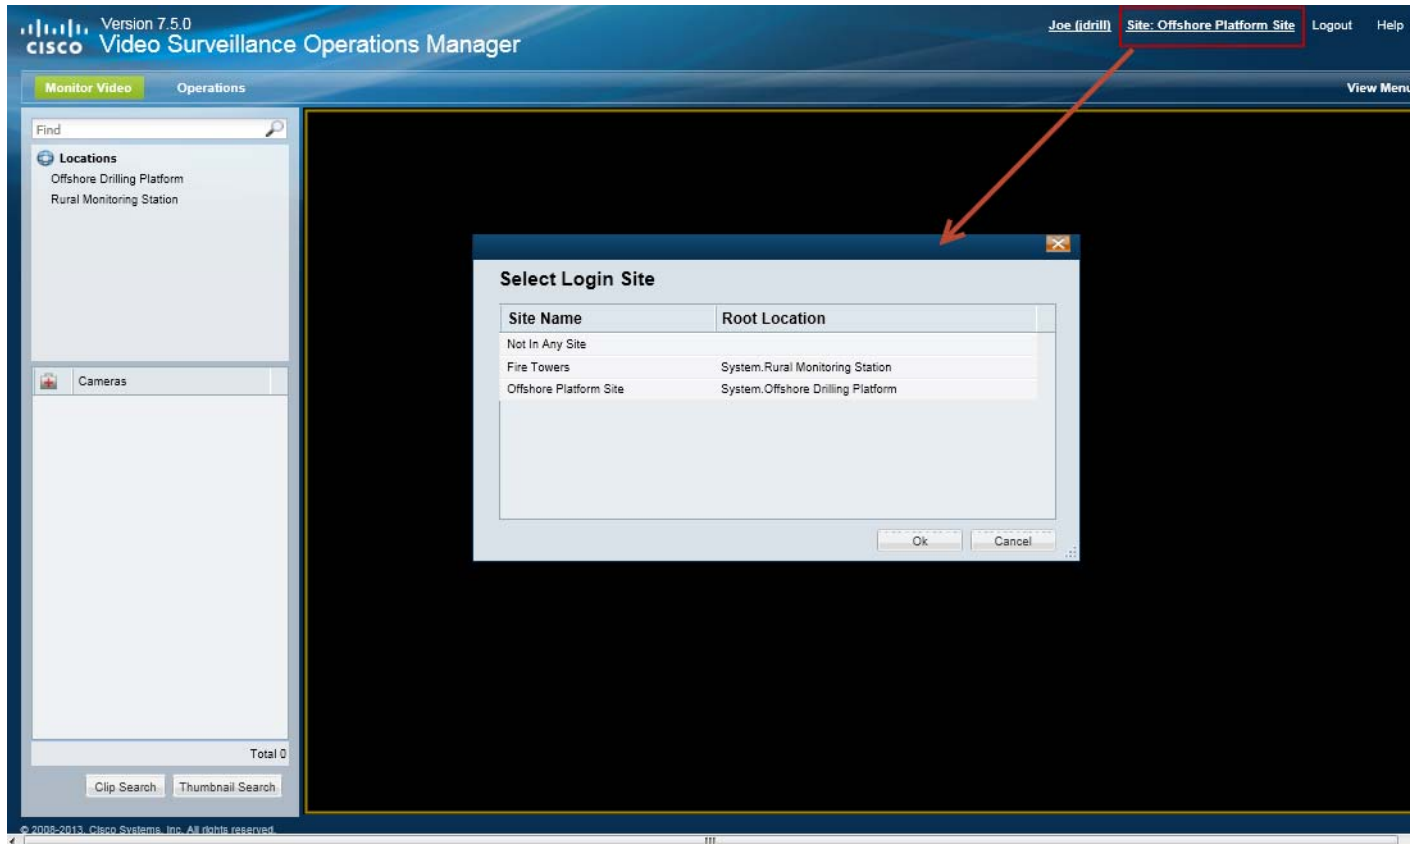 Version 7.5.0
CISCO Video Surveillance Operations Manager
Joe (jdrill) Site: Offshore Platform Site Logout Help
Monitor Video Operations View Menu
Find
Locations
Offshore Drilling Platform
Rural Monitoring Station
Select Login Site
Site Name Root Location
Not In Any Site
Fire Towers System.Rural Monitoring Station
Offshore Platform Site System.Offshore Drilling Platform
Ok Cancel
Cameras
Total 0
Clip Search Thumbnail Search
© 2008-2013, Cisco Systems, Inc. All rights reserved.